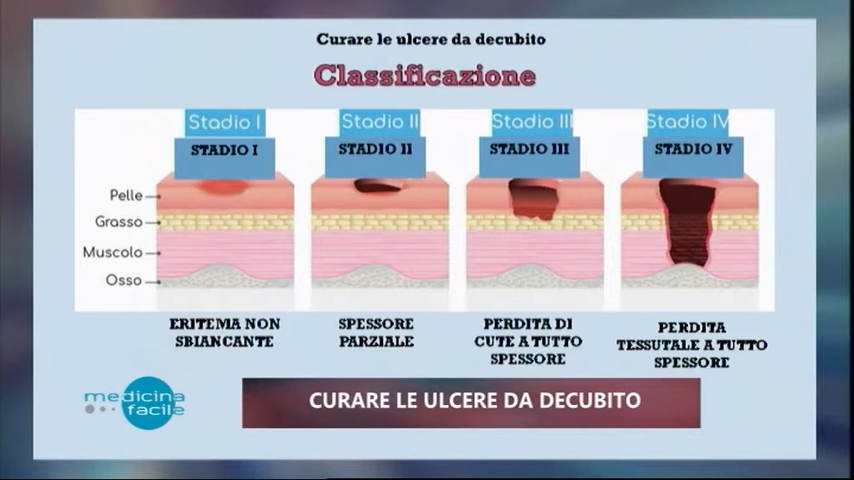 Curare le ulcere da decubito
Classificazione
Stadio I
Stadio II
Stadio III
Stadio IV
STADIO I
STADIO II
STADIO III
STADIO IV
Pelle
Grasso
Muscolo
Osso
ERITEMA NON
SBIANCANTE
SPESSORE
PARZIALE
PERDITA DI
CUTE A TUTTO
SPESSORE
PERDITA
TESSUTALE A TUTTO
SPESSORE
medicina
facile
CURARE LE ULCERE DA DECUBITO